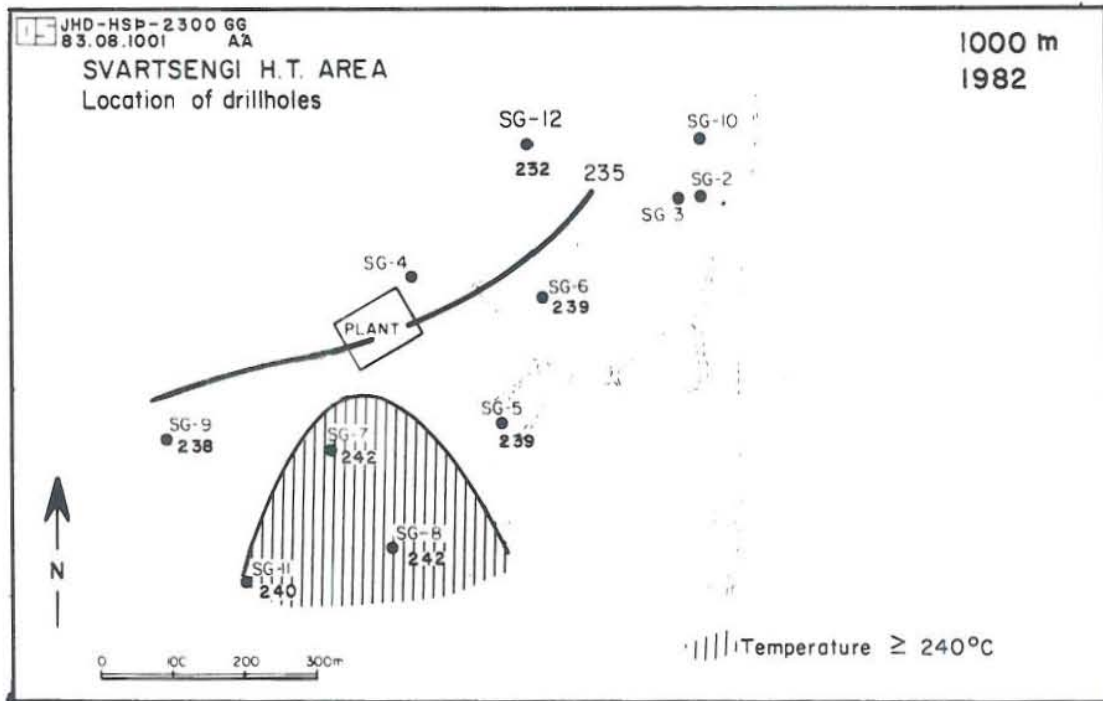 OS JHD-HSÞ-2300 GG
83.08.1001 AA
SVARTSENGI H.T. AREA
Location of drillholes
1000 m
1982
SG-12
232
235
SG-10
SG-2
SG 3
SG-4
SG-6
239
PLANT
SG-9
238
SG-5
239
SG-7
242
SG-8
242
SG-11
240
N
0 100 200 300m
Temperature ≥ 240°C